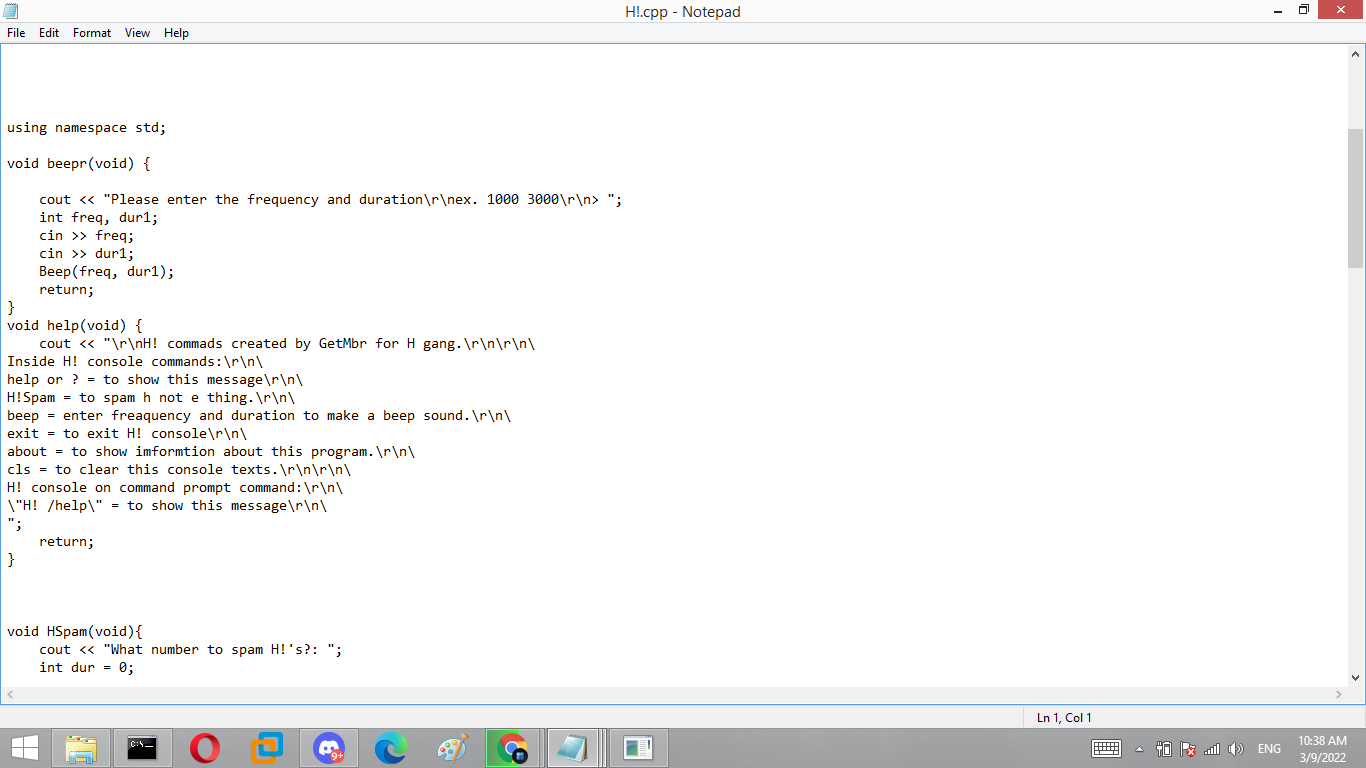 H!.cpp - Notepad
File Edit Format View Help
using namespace std;
void beepr(void) {
cout << "Please enter the frequency and duration\r\nex. 1000 3000\r\n> ";
int freq, dur1;
cin >> freq;
cin >> dur1;
Beep(freq, dur1);
return;
}
void help(void) {
cout << "\r\nH! commads created by GetMbr for H gang.\r\n\r\n\
Inside H! console commands:\r\n\
help or ? = to show this message\r\n\
H!Spam = to spam h not e thing.\r\n\
beep = enter freaquency and duration to make a beep sound.\r\n\
exit = to exit H! console\r\n\
about = to show imformtion about this program.\r\n\
cls = to clear this console texts.\r\n\r\n\
H! console on command prompt command:\r\n\
\"H! /help\" = to show this message\r\n\
";
return;
}
void HSpam(void){
cout << "What number to spam H!'s?: ";
int dur = 0;
Ln 1, Col 1
C:\_
9+
ENG
10:38 AM
3/9/2022